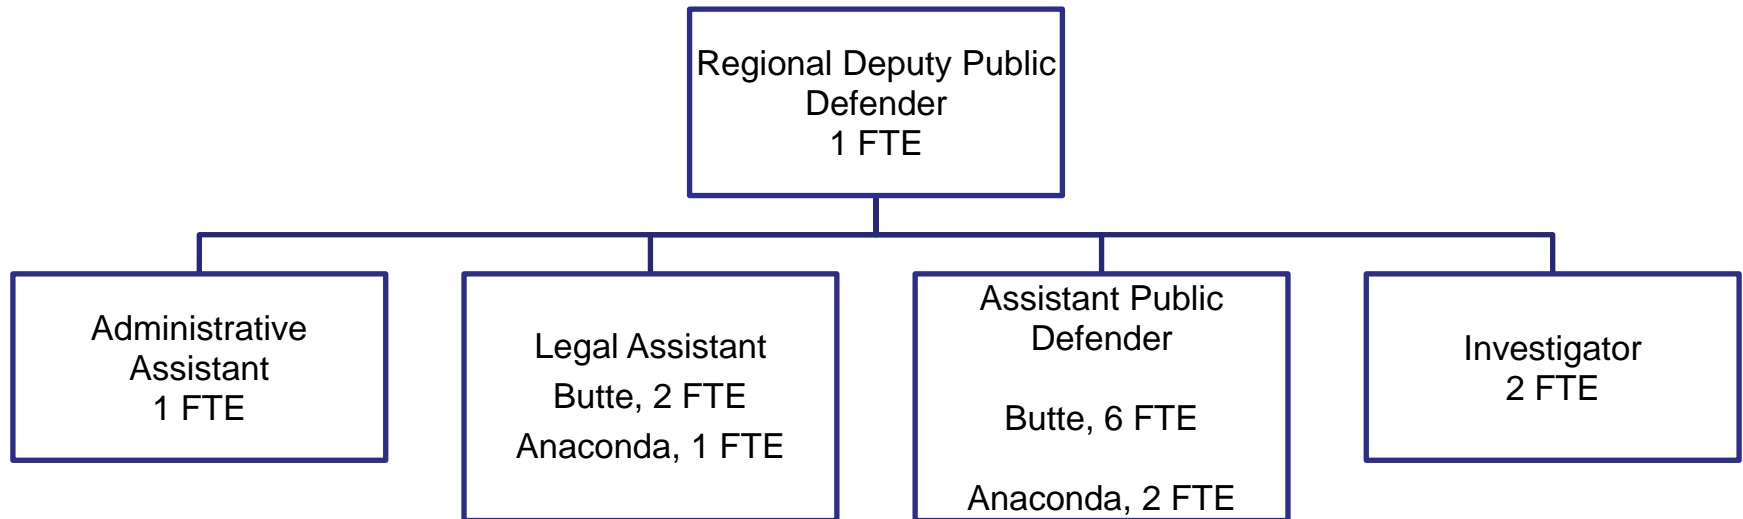 Regional Deputy Public
Defender
1 FTE
Administrative
Assistant
1 FTE
Legal Assistant
Butte, 2 FTE
Anaconda, 1 FTE
Assistant Public
Defender
Butte, 6 FTE
Anaconda, 2 FTE
Investigator
2 FTE